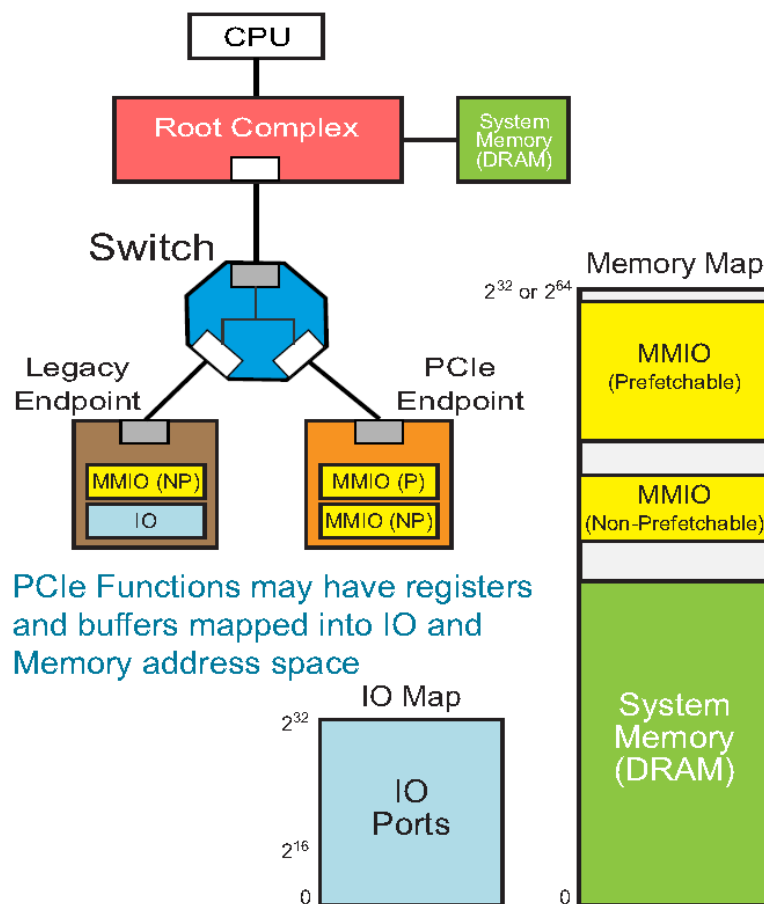 CPU
Root Complex
System
Memory
(DRAM)
Switch
Legacy
Endpoint
PCIe
Endpoint
MMIO (NP)
IO
MMIO (P)
MMIO (NP)
PCIe Functions may have registers
and buffers mapped into IO and
Memory address space
Memory Map
2³² or 2⁶⁴
MMIO
(Prefetchable)
MMIO
(Non-Prefetchable)
System
Memory
(DRAM)
0
IO Map
2³²
IO
Ports
2¹⁶
0